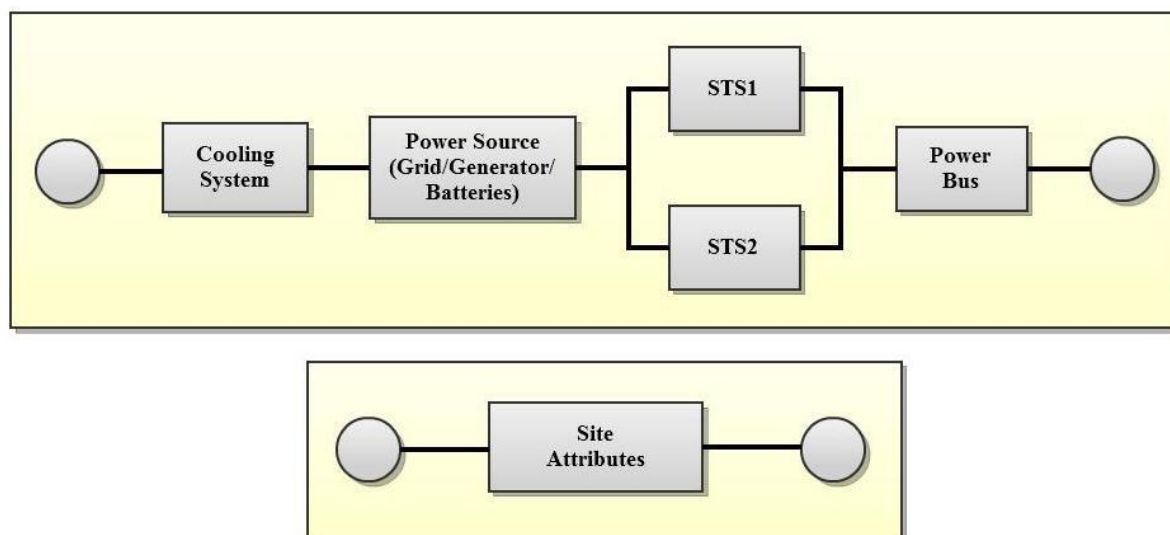 STS1
Cooling
System
Power Source
(Grid/Generator/
Batteries)
Power
Bus
STS2
Site
Attributes